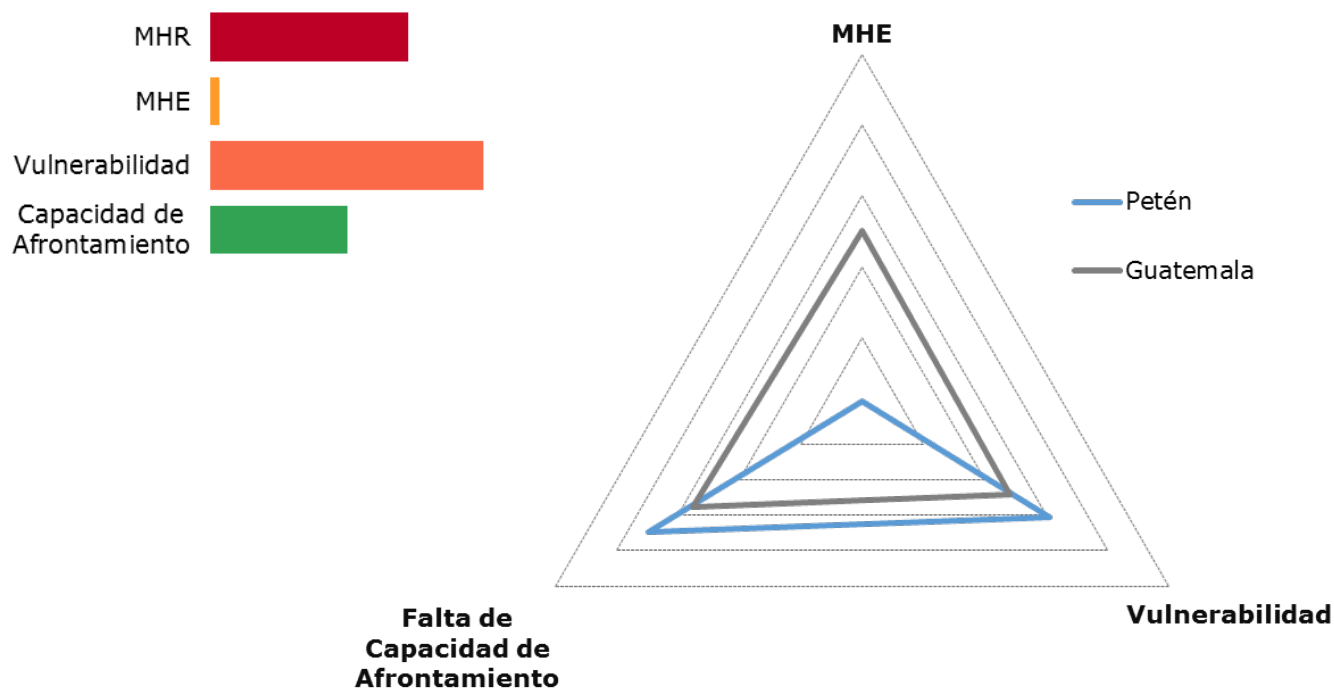 MHR
MHE
Vulnerabilidad
Capacidad de
Afrontamiento
MHE
Petén
Guatemala
Falta de
Capacidad de
Afrontamiento
Vulnerabilidad